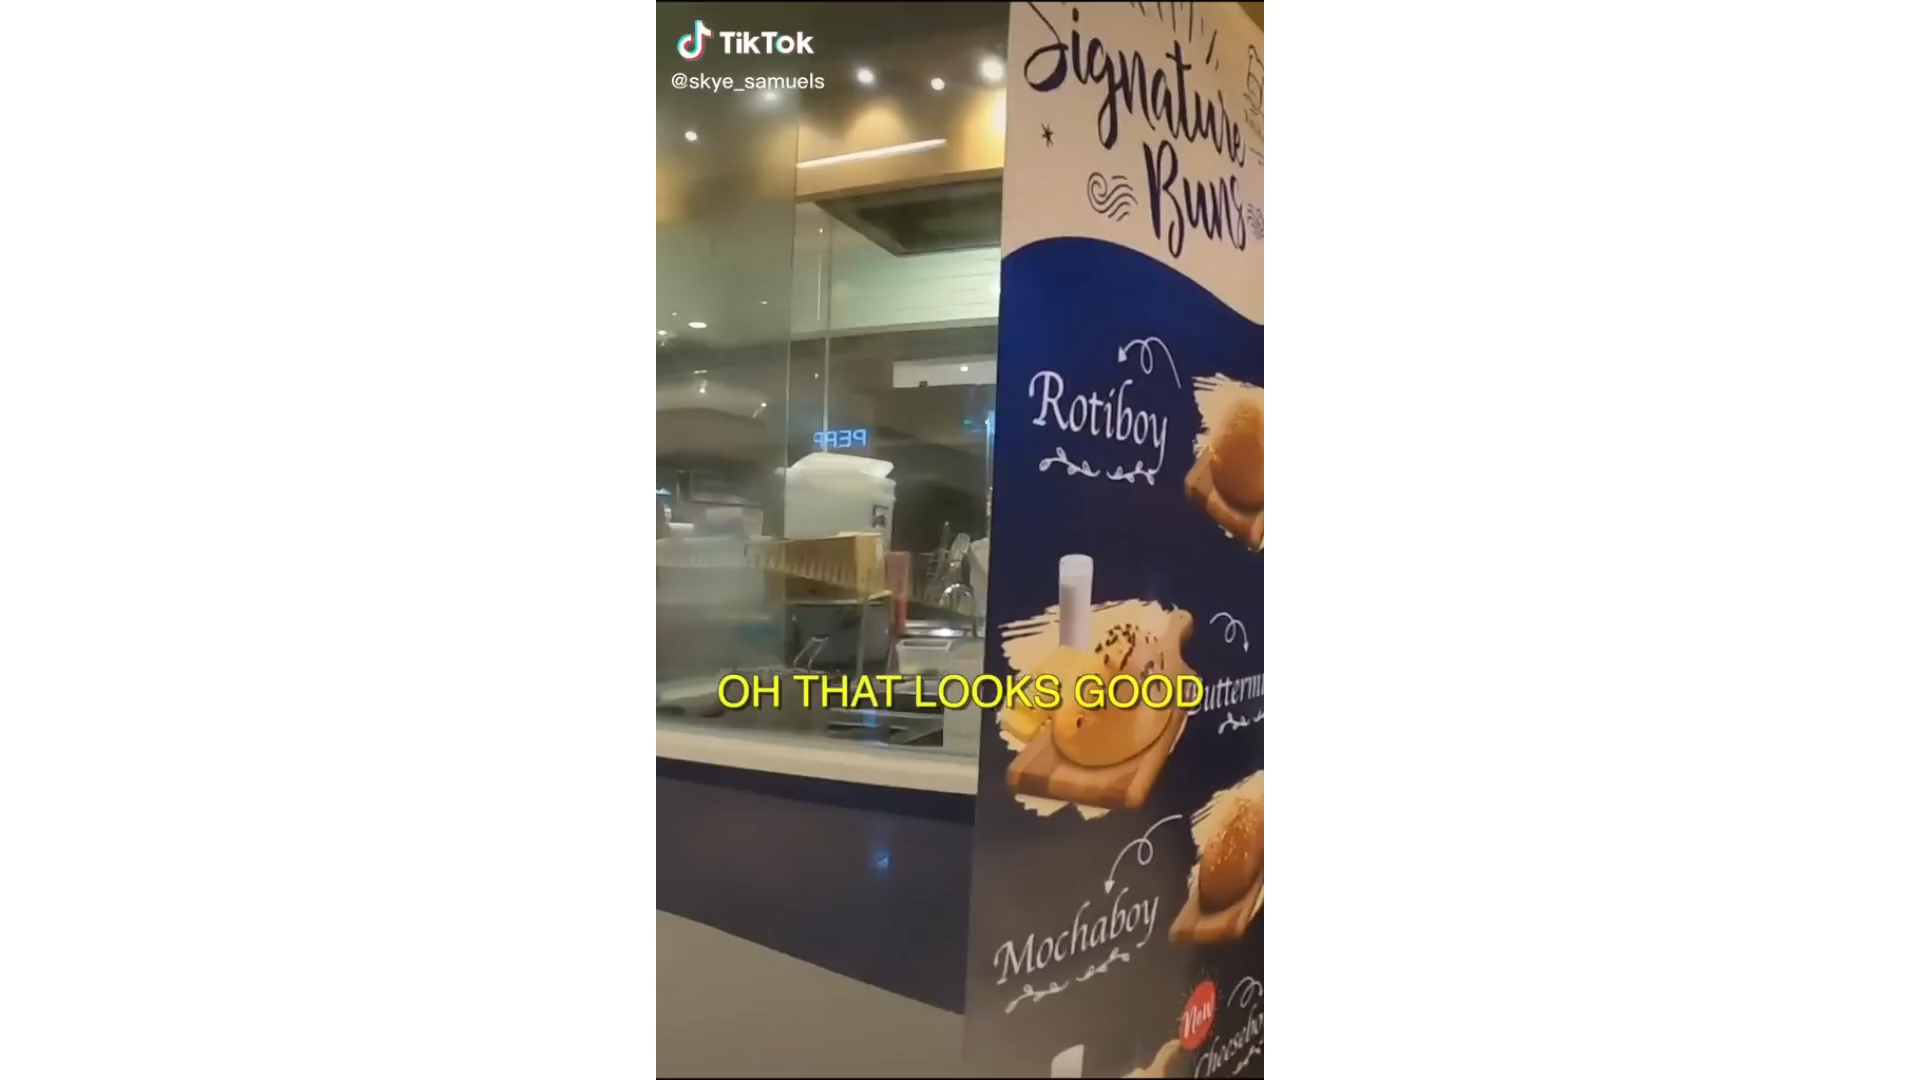 TikTok
@skye_samuels
Signature
Buns
Rotiboy
OH THAT LOOKS GOOD
Mochaboy
New